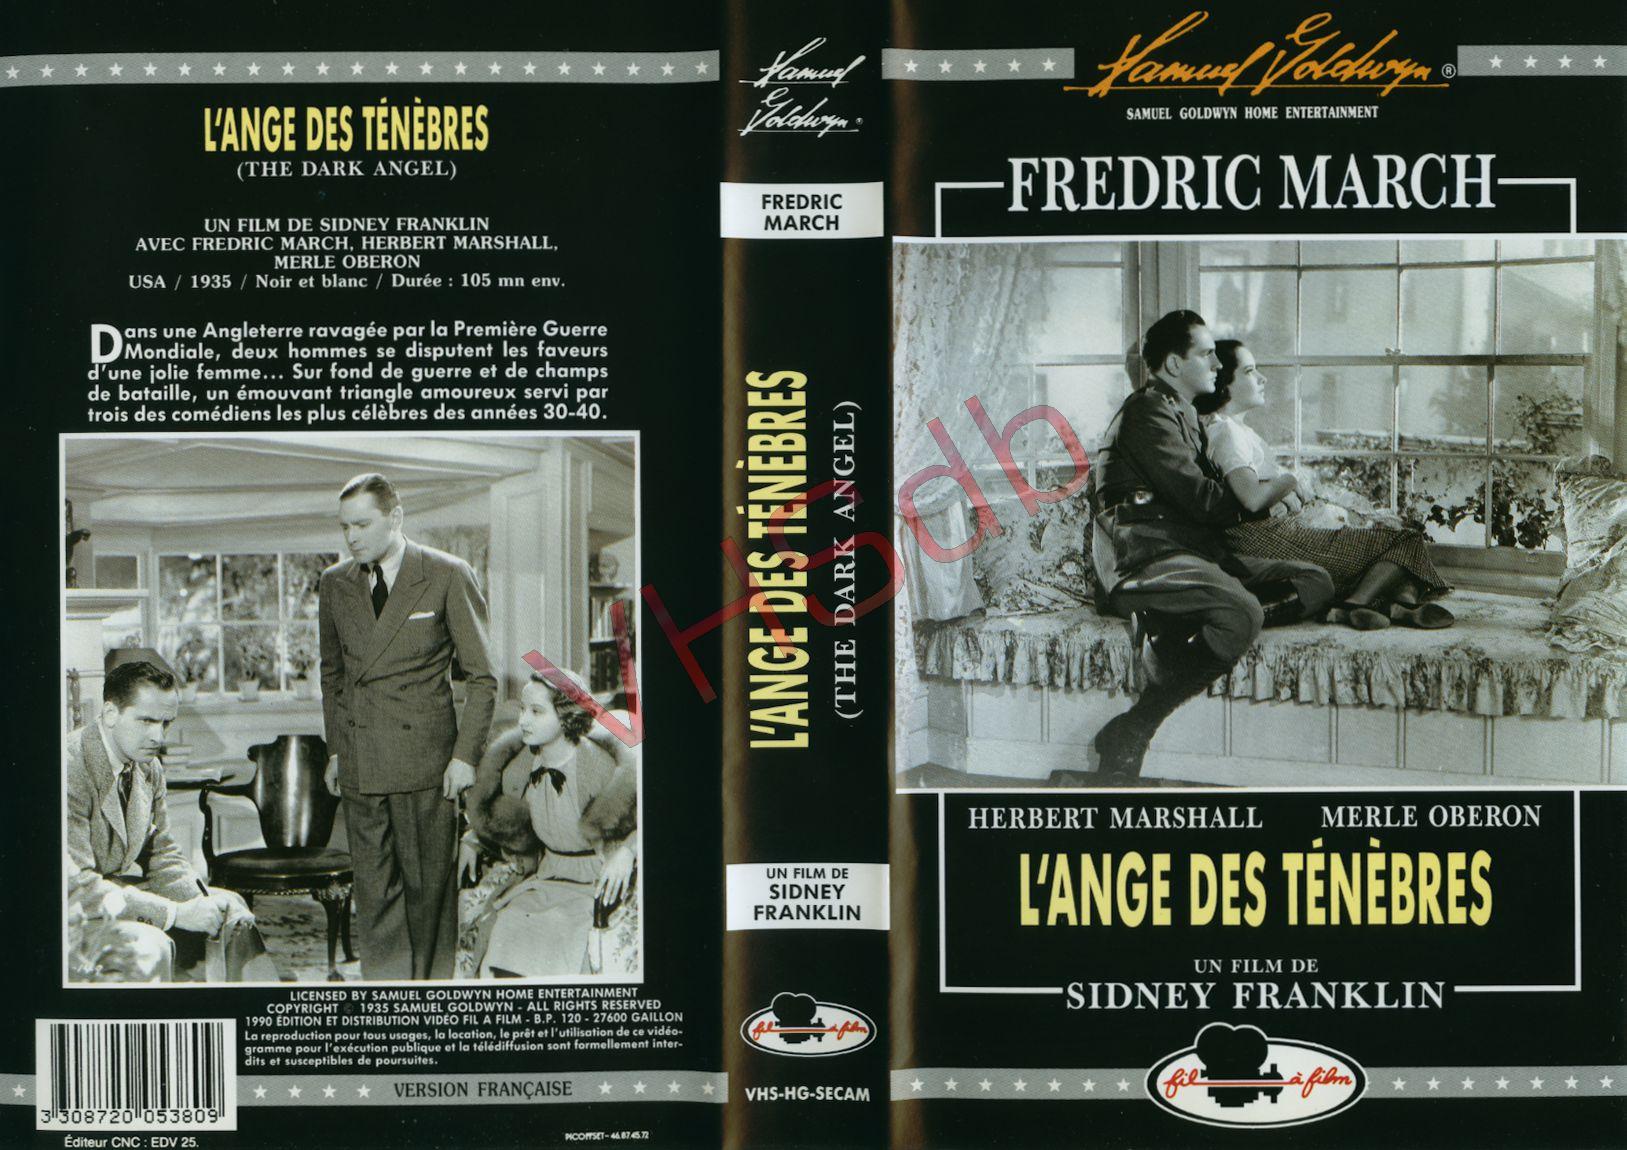 L'ANGE DES TÉNÈBRES
(THE DARK ANGEL)
UN FILM DE SIDNEY FRANKLIN
AVEC FREDRIC MARCH, HERBERT MARSHALL,
MERLE OBERON
USA / 1935 / Noir et blanc / Durée : 105 mn env.
Dans une Angleterre ravagée par la Première Guerre
Mondiale, deux hommes se disputent les faveurs
d'une jolie femme... Sur fond de guerre et de champs
de bataille, un émouvant triangle amoureux servi par
trois des comédiens les plus célèbres des années 30-40.
LICENSED BY SAMUEL GOLDWYN HOME ENTERTAINMENT
COPYRIGHT © 1935 SAMUEL GOLDWYN - ALL RIGHTS RESERVED
1990 ÉDITION ET DISTRIBUTION VIDÉO FIL A FILM - B.P. 120 - 27600 GAILLON
La reproduction pour tous usages, la location, le prêt et l'utilisation de ce vidéo-
gramme pour l'exécution publique et la télédiffusion sont formellement inter-
dits et susceptibles de poursuites.
VERSION FRANÇAISE
3 308720 053809
Éditeur CNC : EDV 25.
PICOFFSET - 46.87.45.72
Samuel
Goldwyn ®
FREDRIC
MARCH
L'ANGE DES TÉNÈBRES
(THE DARK ANGEL)
UN FILM DE
SIDNEY
FRANKLIN
fil à film
VHS-HG-SECAM
Samuel Goldwyn ®
SAMUEL GOLDWYN HOME ENTERTAINMENT
FREDRIC MARCH
HERBERT MARSHALL MERLE OBERON
L'ANGE DES TÉNÈBRES
UN FILM DE
SIDNEY FRANKLIN
fil à film
VHSdb